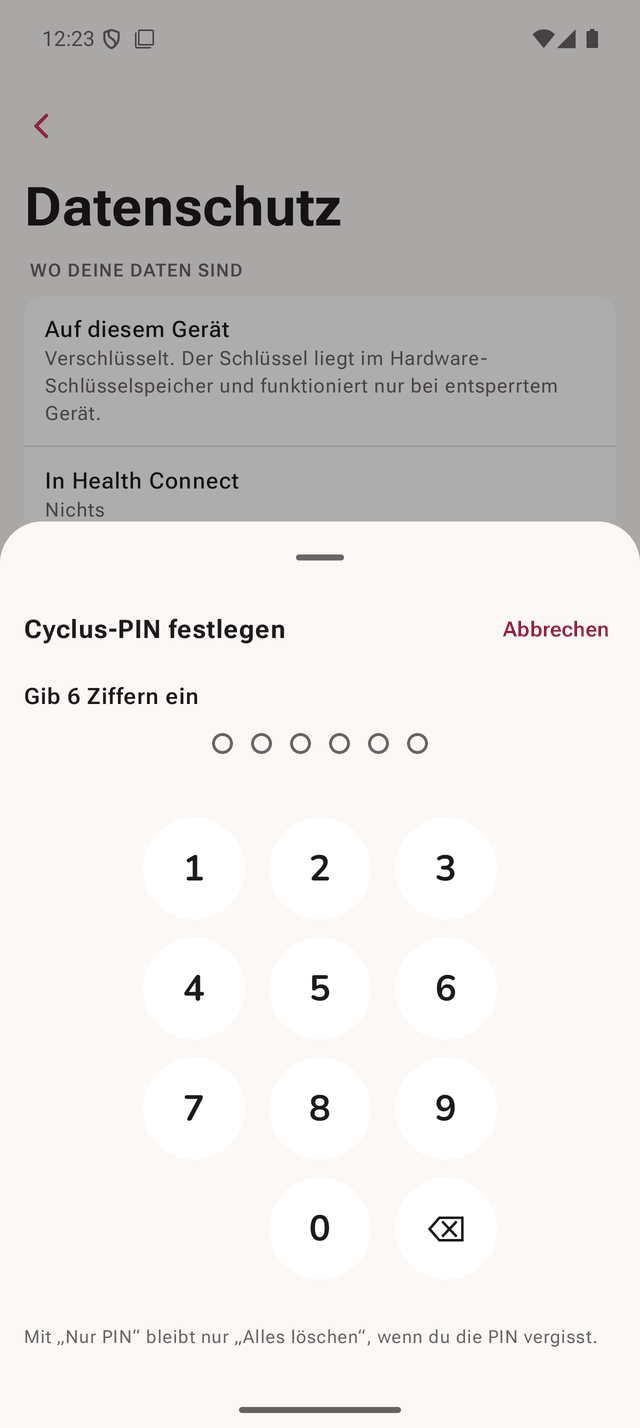 12:23
Datenschutz
WO DEINE DATEN SIND
Auf diesem Gerät
Verschlüsselt. Der Schlüssel liegt im Hardware-
Schlüsselspeicher und funktioniert nur bei entsperrtem
Gerät.
In Health Connect
Nichts
Cyclus-PIN festlegen
Abbrechen
Gib 6 Ziffern ein
1 2 3
4 5 6
7 8 9
0
Mit „Nur PIN“ bleibt nur „Alles löschen“, wenn du die PIN vergisst.